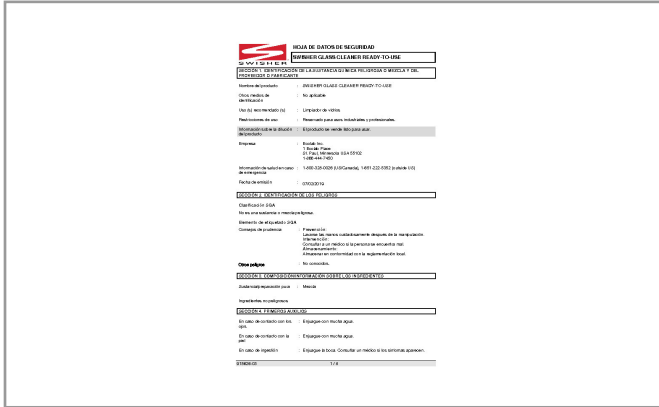 HOJA DE DATOS DE SEGURIDAD
SWISHER
SWISHER GLASS CLEANER READY-TO-USE
SECCIÓN 1. IDENTIFICACIÓN DE LA SUSTANCIA QUÍMICA PELIGROSA O MEZCLA Y DEL
PROVEEDOR O FABRICANTE
Nombre del producto : SWISHER GLASS CLEANER READY-TO-USE
Otros medios de : No aplicable
identificación
Uso (s) recomendado (s) : Limpiador de vidrios
Restricciones de uso : Reservado para usos industriales y profesionales.
Información sobre la dilución : El producto se vende listo para usar.
del producto
Empresa : Ecolab Inc.
1 Ecolab Place
St. Paul, Minnesota USA 55102
1-866-444-7450
Información de salud en caso : 1-800-328-0026 (US/Canada), 1-651-222-5352 (outside US)
de emergencia
Fecha de emisión : 07/03/2019
SECCIÓN 2. IDENTIFICACIÓN DE LOS PELIGROS
Clasificación SGA
No es una sustancia o mezcla peligrosa.
Elemento de etiquetado SGA
Consejos de prudencia : Prevención:
Lavarse las manos cuidadosamente después de la manipulación.
Intervención:
Consultar a un médico si la persona se encuentra mal.
Almacenamiento:
Almacenar en conformidad con la reglamentación local.
Otros peligros : No conocidos.
SECCIÓN 3. COMPOSICIÓN/INFORMACIÓN SOBRE LOS INGREDIENTES
Sustancia/preparación pura : Mezcla
Ingredientes no peligrosos
SECCIÓN 4. PRIMEROS AUXILIOS
En caso de contacto con los : Enjuague con mucha agua.
ojos.
En caso de contacto con la : Enjuague con mucha agua.
piel
En caso de ingestión : Enjuague la boca. Consultar un médico si los síntomas aparecen.